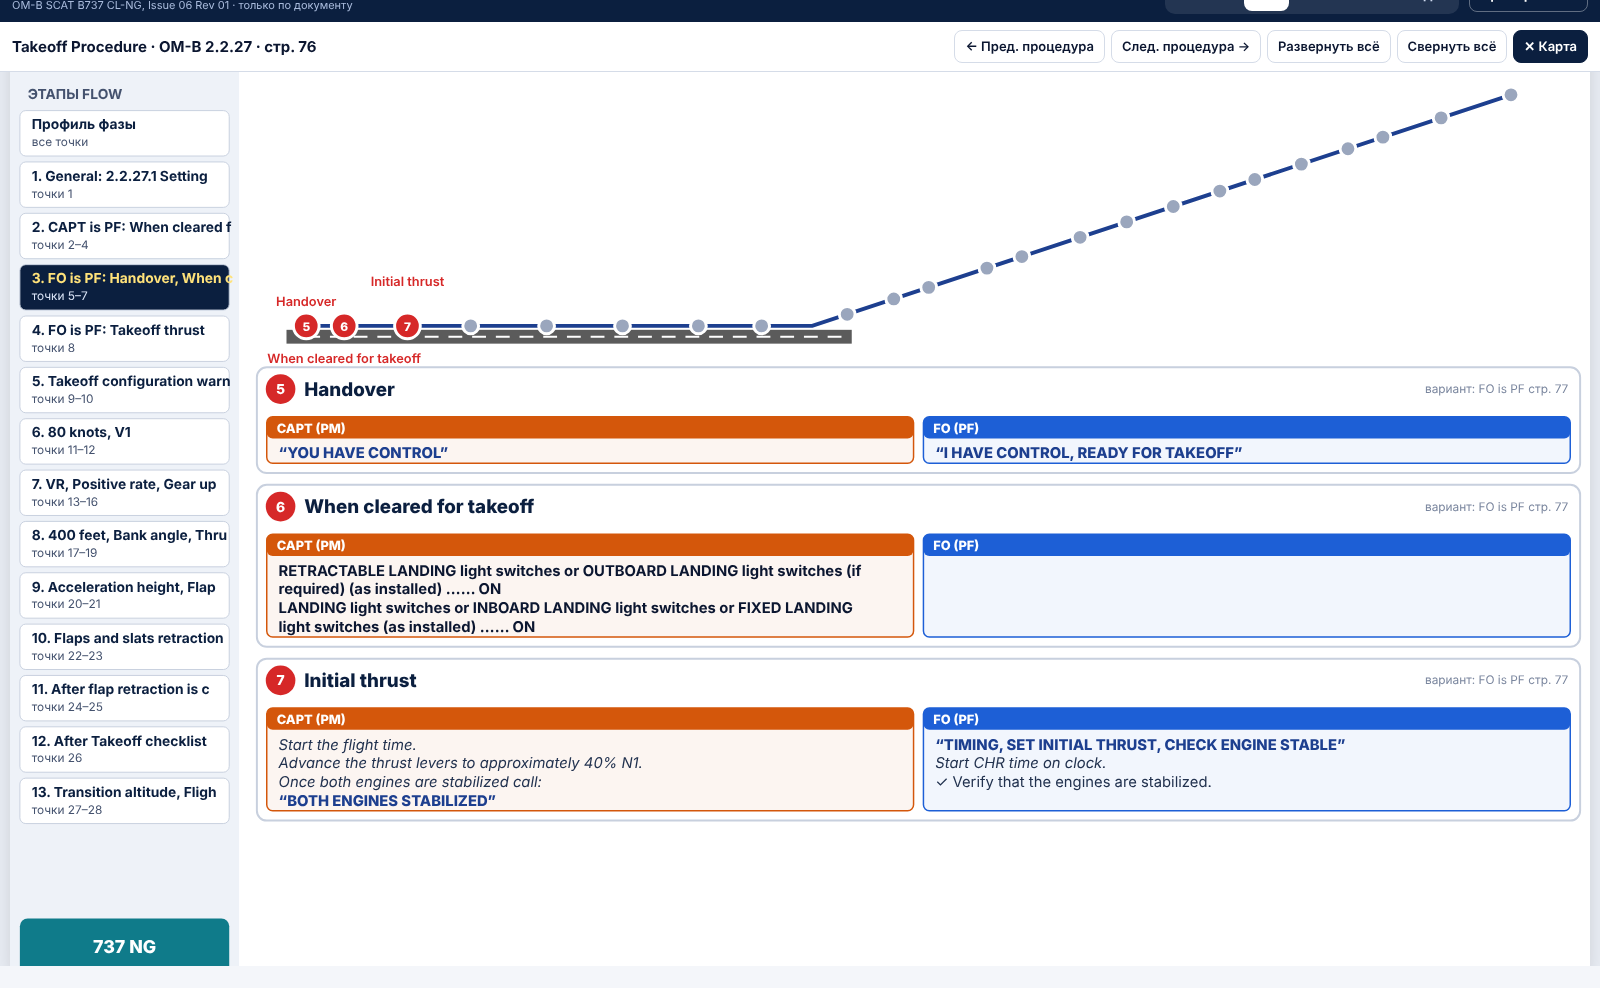 OM-B SCAT B737 CL-NG, Issue 06 Rev 01 · только по документу
Takeoff Procedure · OM-B 2.2.27 · стр. 76
← Пред. процедура
След. процедура →
Развернуть всё
Свернуть всё
✕ Карта
ЭТАПЫ FLOW
Профиль фазы
все точки
1. General: 2.2.27.1 Setting
точки 1
2. CAPT is PF: When cleared f
точки 2–4
3. FO is PF: Handover, When c
точки 5–7
4. FO is PF: Takeoff thrust
точки 8
5. Takeoff configuration warn
точки 9–10
6. 80 knots, V1
точки 11–12
7. VR, Positive rate, Gear up
точки 13–16
8. 400 feet, Bank angle, Thru
точки 17–19
9. Acceleration height, Flap
точки 20–21
10. Flaps and slats retraction
точки 22–23
11. After flap retraction is c
точки 24–25
12. After Takeoff checklist
точки 26
13. Transition altitude, Fligh
точки 27–28
737 NG
Initial thrust
Handover
5 6 7
When cleared for takeoff
5 Handover
вариант: FO is PF стр. 77
CAPT (PM)
“YOU HAVE CONTROL”
FO (PF)
“I HAVE CONTROL, READY FOR TAKEOFF”
6 When cleared for takeoff
вариант: FO is PF стр. 77
CAPT (PM)
RETRACTABLE LANDING light switches or OUTBOARD LANDING light switches (if
required) (as installed) …… ON
LANDING light switches or INBOARD LANDING light switches or FIXED LANDING
light switches (as installed) …… ON
FO (PF)
7 Initial thrust
вариант: FO is PF стр. 77
CAPT (PM)
Start the flight time.
Advance the thrust levers to approximately 40% N1.
Once both engines are stabilized call:
“BOTH ENGINES STABILIZED”
FO (PF)
“TIMING, SET INITIAL THRUST, CHECK ENGINE STABLE”
Start CHR time on clock.
✓ Verify that the engines are stabilized.